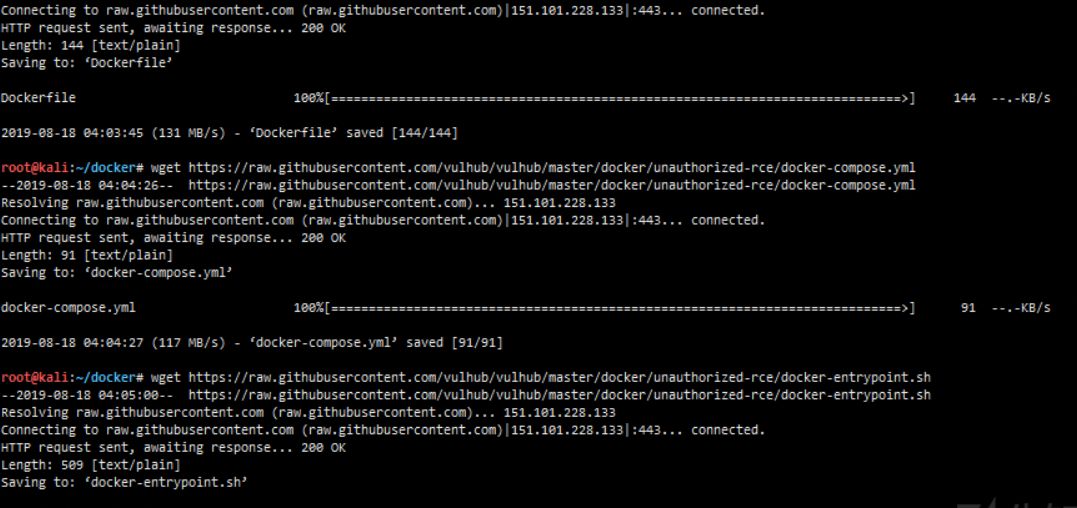 Connecting to raw.githubusercontent.com (raw.githubusercontent.com)|151.101.228.133|:443... connected.
HTTP request sent, awaiting response... 200 OK
Length: 144 [text/plain]
Saving to: ‘Dockerfile’
Dockerfile 100%[============================================================================>] 144 --.-KB/s
2019-08-18 04:03:45 (131 MB/s) - ‘Dockerfile’ saved [144/144]
root@kali:~/docker# wget https://raw.githubusercontent.com/vulhub/vulhub/master/docker/unauthorized-rce/docker-compose.yml
--2019-08-18 04:04:26-- https://raw.githubusercontent.com/vulhub/vulhub/master/docker/unauthorized-rce/docker-compose.yml
Resolving raw.githubusercontent.com (raw.githubusercontent.com)... 151.101.228.133
Connecting to raw.githubusercontent.com (raw.githubusercontent.com)|151.101.228.133|:443... connected.
HTTP request sent, awaiting response... 200 OK
Length: 91 [text/plain]
Saving to: ‘docker-compose.yml’
docker-compose.yml 100%[============================================================================>] 91 --.-KB/s
2019-08-18 04:04:27 (117 MB/s) - ‘docker-compose.yml’ saved [91/91]
root@kali:~/docker# wget https://raw.githubusercontent.com/vulhub/vulhub/master/docker/unauthorized-rce/docker-entrypoint.sh
--2019-08-18 04:05:00-- https://raw.githubusercontent.com/vulhub/vulhub/master/docker/unauthorized-rce/docker-entrypoint.sh
Resolving raw.githubusercontent.com (raw.githubusercontent.com)... 151.101.228.133
Connecting to raw.githubusercontent.com (raw.githubusercontent.com)|151.101.228.133|:443... connected.
HTTP request sent, awaiting response... 200 OK
Length: 509 [text/plain]
Saving to: ‘docker-entrypoint.sh’